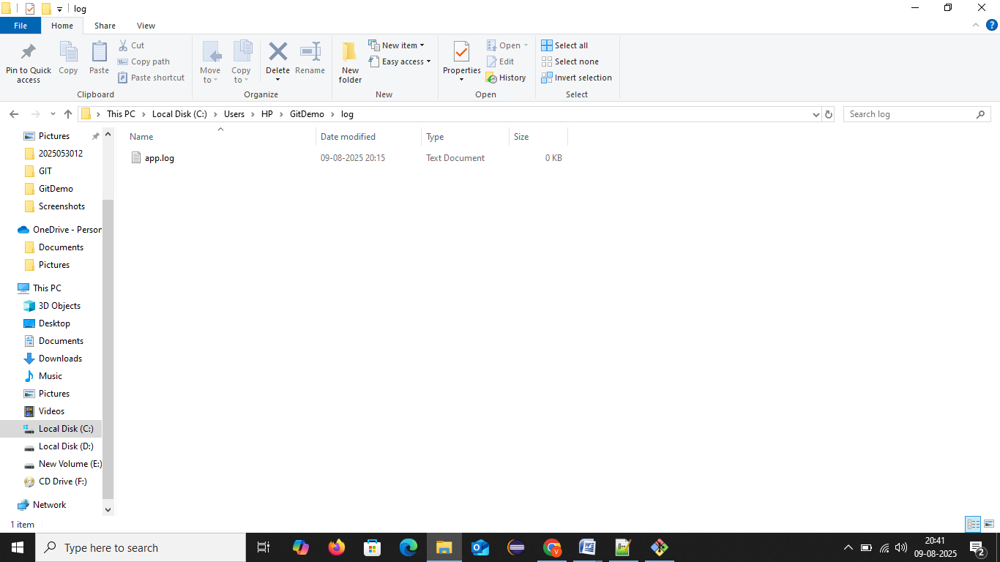 log
File Home Share View
Pin to Quick access
Copy
Paste
Cut
Copy path
Paste shortcut
Clipboard
Move to
Copy to
Delete
Rename
Organize
New folder
New item
Easy access
New
Properties
Open
Edit
History
Open
Select all
Select none
Invert selection
Select
This PC > Local Disk (C:) > Users > HP > GitDemo > log
Search log
Name Date modified Type Size
app.log 09-08-2025 20:15 Text Document 0 KB
Pictures
2025053012
GIT
GitDemo
Screenshots
OneDrive - Person
Documents
Pictures
This PC
3D Objects
Desktop
Documents
Downloads
Music
Pictures
Videos
Local Disk (C:)
Local Disk (D:)
New Volume (E:)
CD Drive (F:)
Network
1 item
Type here to search
20:41
09-08-2025
2